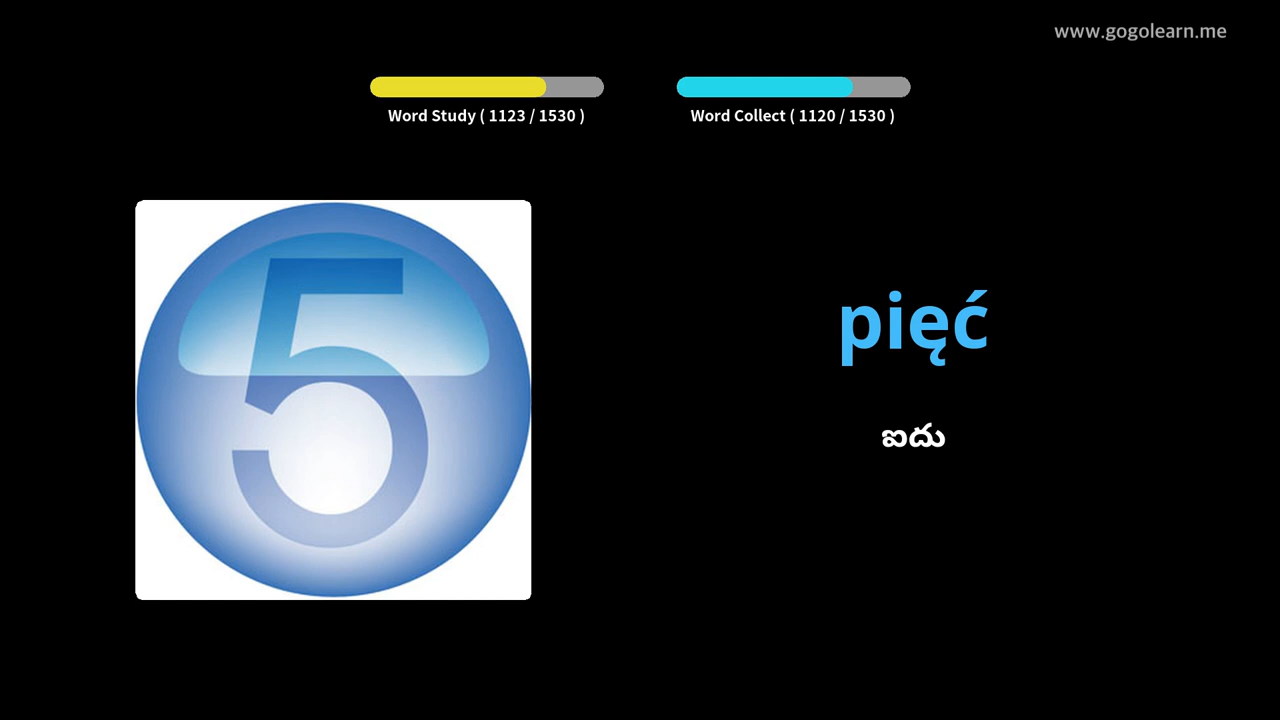 www.gogolearn.me
Word Study ( 1123 / 1530 )
Word Collect ( 1120 / 1530 )
5
pięć
ఐదు